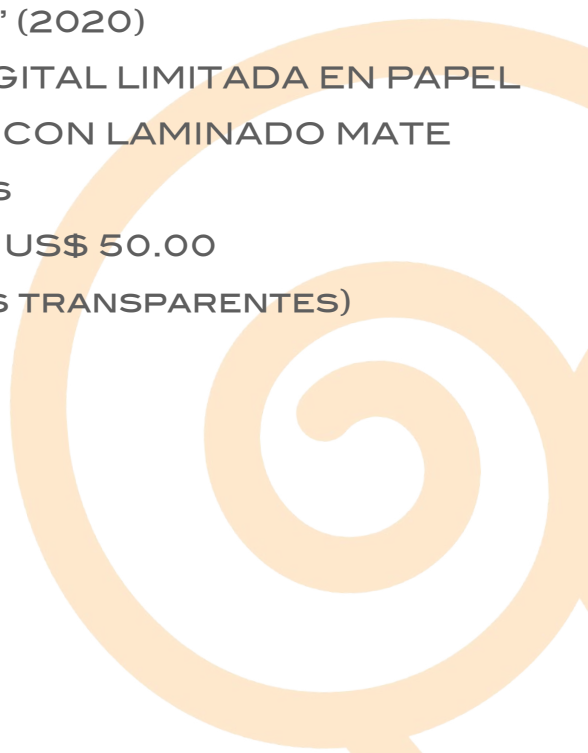 ” (2020)
GITAL LIMITADA EN PAPEL
CON LAMINADO MATE
S
US$ 50.00
S TRANSPARENTES)